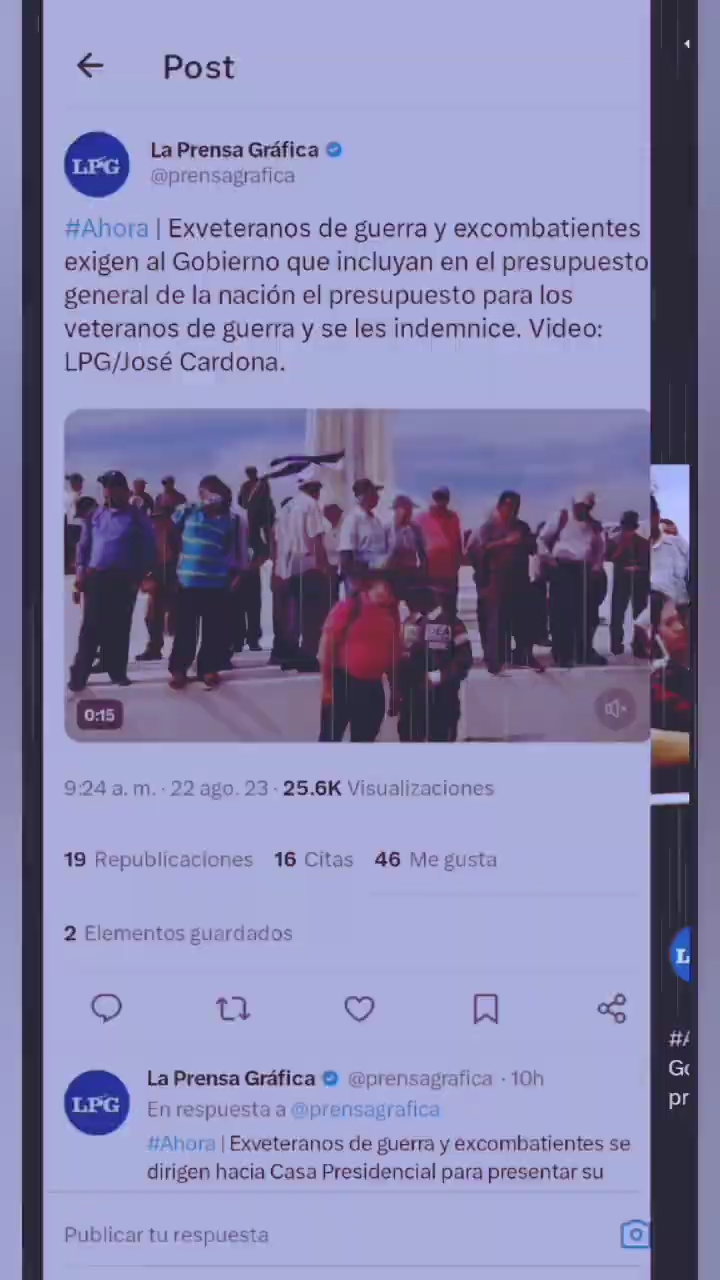 Post
LPG
La Prensa Gráfica
@prensagrafica
#Ahora | Exveteranos de guerra y excombatientes
exigen al Gobierno que incluyan en el presupuesto
general de la nación el presupuesto para los
veteranos de guerra y se les indemnice. Video:
LPG/José Cardona.
0:15
9:24 a. m. · 22 ago. 23 · 25.6K Visualizaciones
19 Republicaciones 16 Citas 46 Me gusta
2 Elementos guardados
L
LPG
La Prensa Gráfica @prensagrafica · 10h
En respuesta a @prensagrafica
#Ahora | Exveteranos de guerra y excombatientes se
dirigen hacia Casa Presidencial para presentar su
#A
Go
pr
Publicar tu respuesta